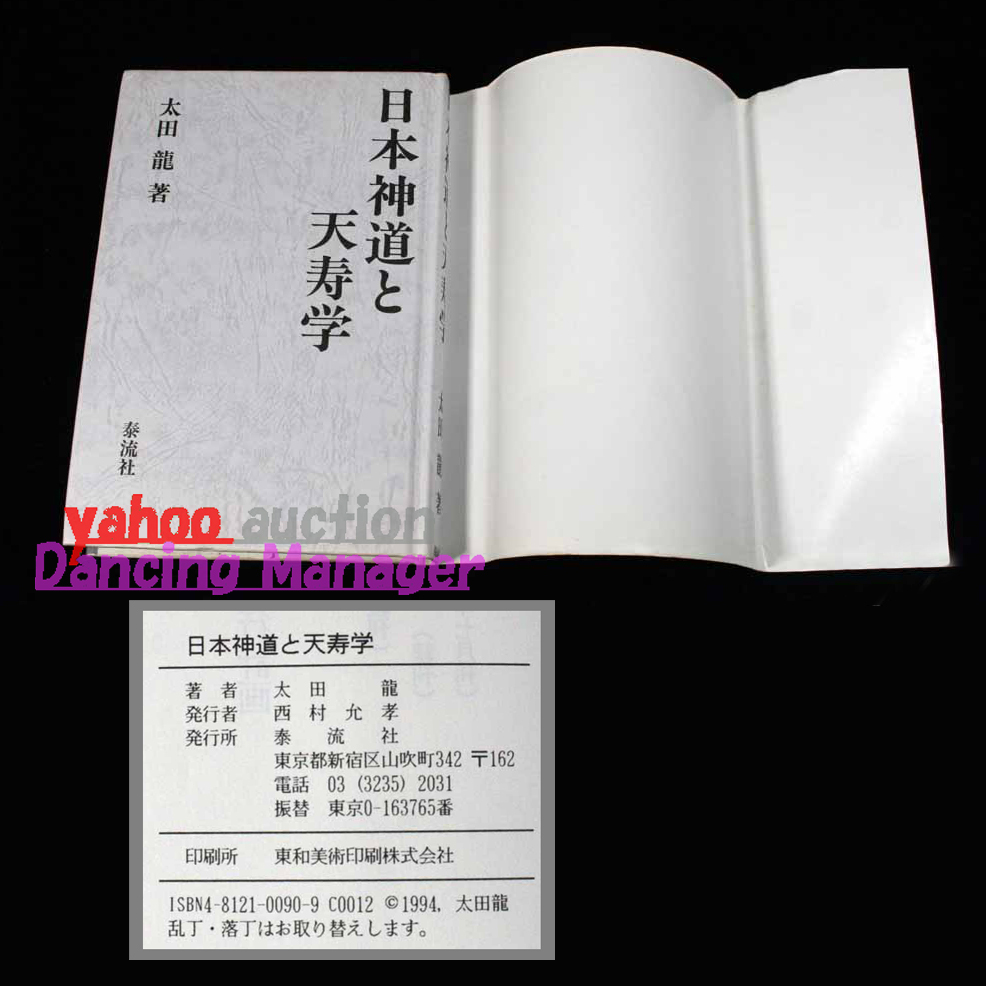 日本神道と
天寿学
太田 龍 著
泰流社
太田 龍 著
yahoo auction
Dancing Manager
日本神道と天寿学
著 者 太 田 龍
発行者 西 村 允 孝
発行所 泰 流 社
東京都新宿区山吹町342 〒162
電話 03 (3235) 2031
振替 東京0-163765番
印刷所 東和美術印刷株式会社
ISBN4-8121-0090-9 C0012 ©1994, 太田龍
乱丁・落丁はお取り替えします。